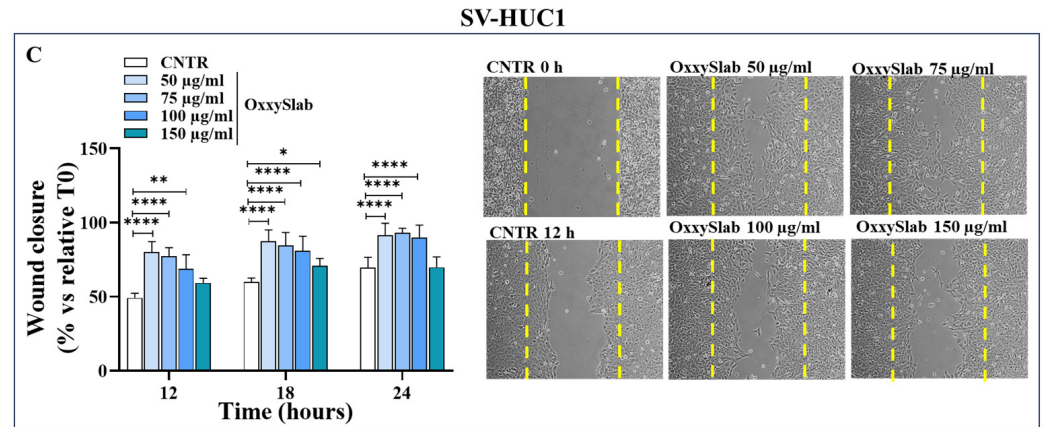 SV-HUC1
C
CNTR
50 µg/ml
75 µg/ml
100 µg/ml
150 µg/ml
OxxySlab
Wound closure
(% vs relative T0)
150
100
50
0
**
****
****
*
****
****
****
****
****
****
12
18
24
Time (hours)
CNTR 0 h
OxxySlab 50 µg/ml
OxxySlab 75 µg/ml
CNTR 12 h
OxxySlab 100 µg/ml
OxxySlab 150 µg/ml